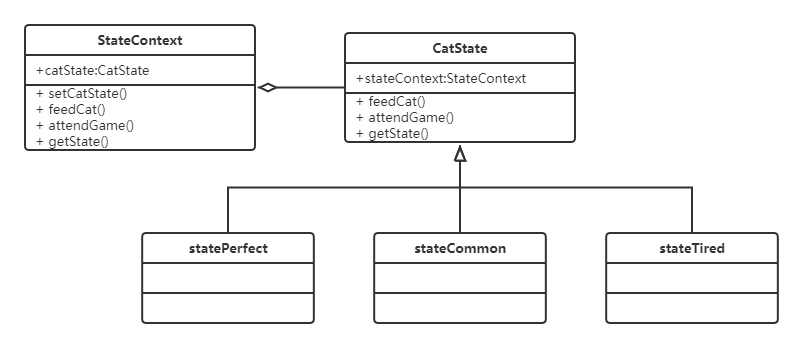 StateContext
+catState:CatState
+ setCatState()
+ feedCat()
+ attendGame()
+ getState()
CatState
+stateContext:StateContext
+ feedCat()
+ attendGame()
+ getState()
statePerfect
stateCommon
stateTired